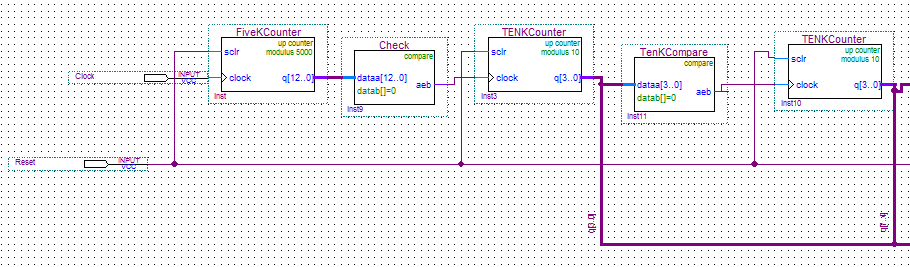 FiveKCounter
up counter
modulus 5000
sclr
clock
q[12..0]
inst
Check
compare
dataa[12..0]
datab[]=0
aeb
inst9
TENKCounter
up counter
modulus 10
sclr
clock
q[3..0]
inst3
TenKCompare
compare
dataa[3..0]
datab[]=0
aeb
inst11
TENKCounter
up counter
modulus 10
sclr
clock
q[3..0]
inst10
Clock
INPUT
VCC
Reset
INPUT
VCC